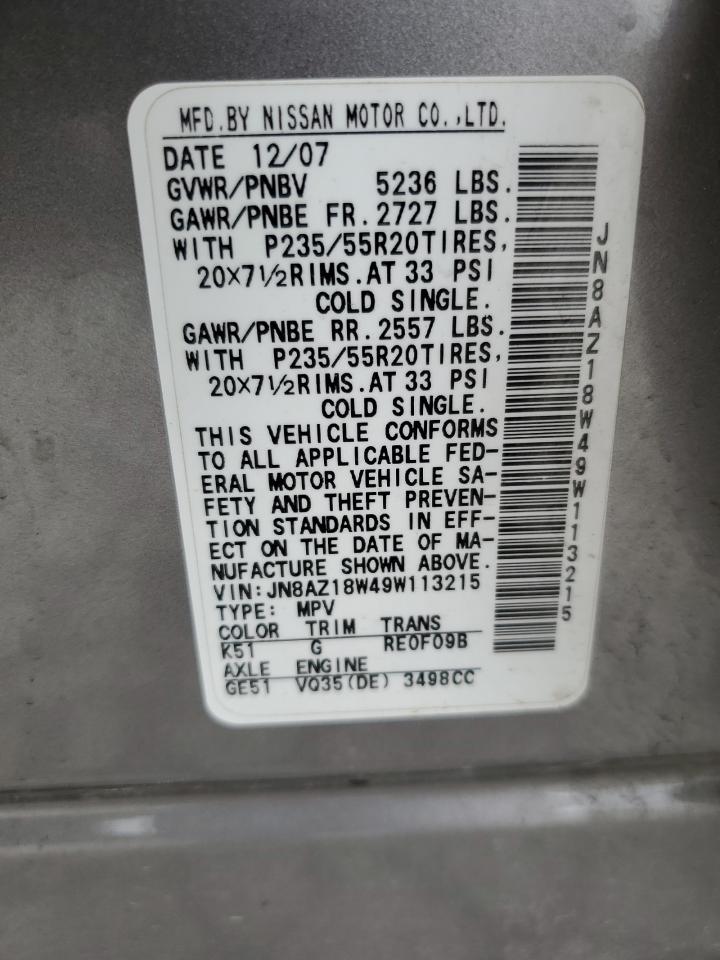 MFD.BY NISSAN MOTOR CO.,LTD.
DATE 12/07
GVWR/PNBV 5236 LBS.
GAWR/PNBE FR.2727 LBS.
WITH P235/55R20TIRES,
20X7½RIMS.AT 33 PSI
COLD SINGLE.
GAWR/PNBE RR.2557 LBS.
WITH P235/55R20TIRES,
20X7½RIMS.AT 33 PSI
COLD SINGLE.
THIS VEHICLE CONFORMS
TO ALL APPLICABLE FED-
ERAL MOTOR VEHICLE SA-
FETY AND THEFT PREVEN-
TION STANDARDS IN EFF-
ECT ON THE DATE OF MA-
NUFACTURE SHOWN ABOVE.
VIN:JN8AZ18W49W113215
TYPE: MPV
COLOR TRIM TRANS
K51 G RE0F09B
AXLE ENGINE
GE51 VQ35(DE) 3498CC
JN8AZ18W49W113215